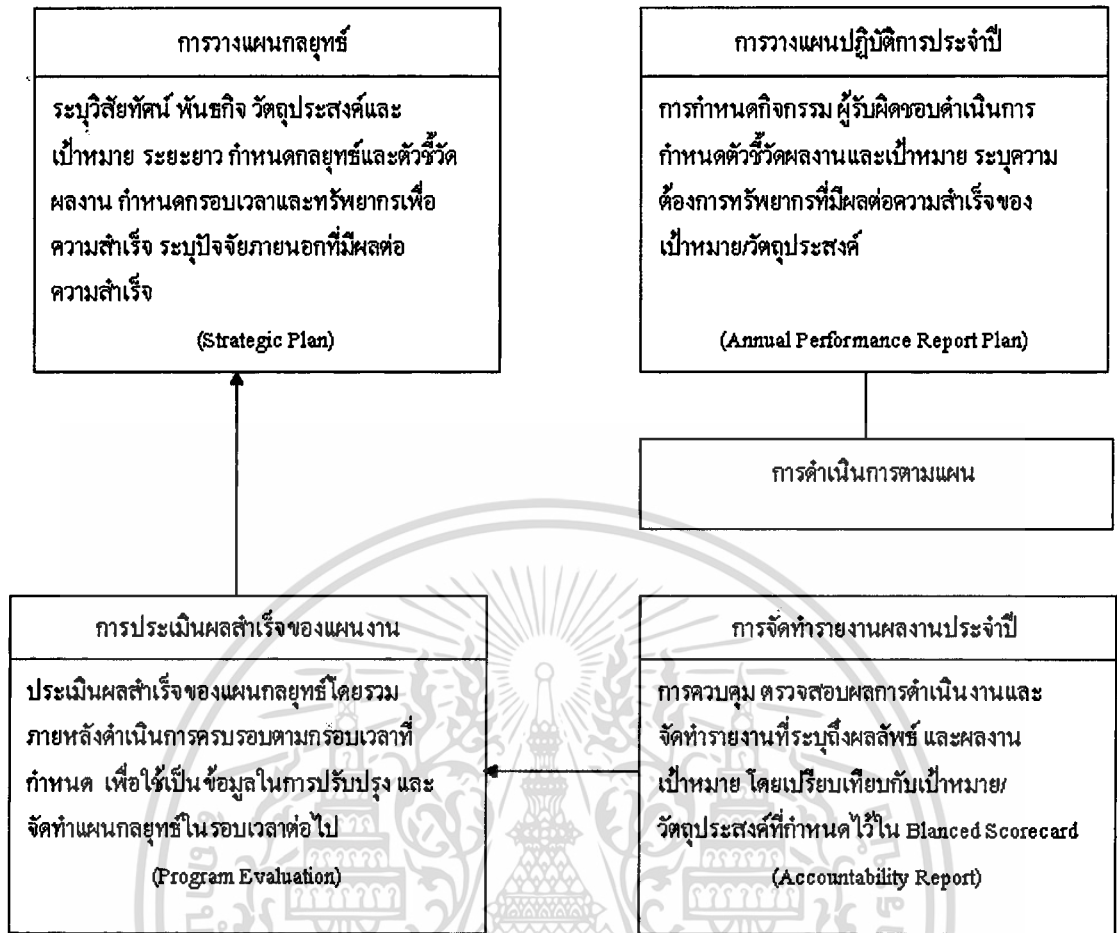 การวางแผนกลยุทธ์
ระบุวิสัยทัศน์ พันธกิจ วัตถุประสงค์และ
เป้าหมาย ระยะยาว กำหนดกลยุทธ์และตัวชี้วัด
ผลงาน กำหนดกรอบเวลาและทรัพยากรเพื่อ
ความสำเร็จ ระบุปัจจัยภายนอกที่มีผลต่อ
ความสำเร็จ
(Strategic Plan)
การวางแผนปฏิบัติการประจำปี
การกำหนดกิจกรรม ผู้รับผิดชอบดำเนินการ
กำหนดตัวชี้วัดผลงานและเป้าหมาย ระบุความ
ต้องการทรัพยากรที่มีผลต่อความสำเร็จของ
เป้าหมาย/วัตถุประสงค์
(Annual Performance Report Plan)
การดำเนินการตามแผน
การประเมินผลสำเร็จของแผนงาน
ประเมินผลสำเร็จของแผนกลยุทธ์โดยรวม
ภายหลังดำเนินการครบรอบตามกรอบเวลาที่
กำหนด เพื่อใช้เป็นข้อมูลในการปรับปรุง และ
จัดทำแผนกลยุทธ์ในรอบเวลาต่อไป
(Program Evaluation)
การจัดทำรายงานผลงานประจำปี
การควบคุม ตรวจสอบผลการดำเนินงานและ
จัดทำรายงานที่ระบุถึงผลลัพธ์ และผลงาน
เป้าหมาย โดยเปรียบเทียบกับเป้าหมาย/
วัตถุประสงค์ที่กำหนดไว้ใน Blanced Scorecard
(Accountability Report)